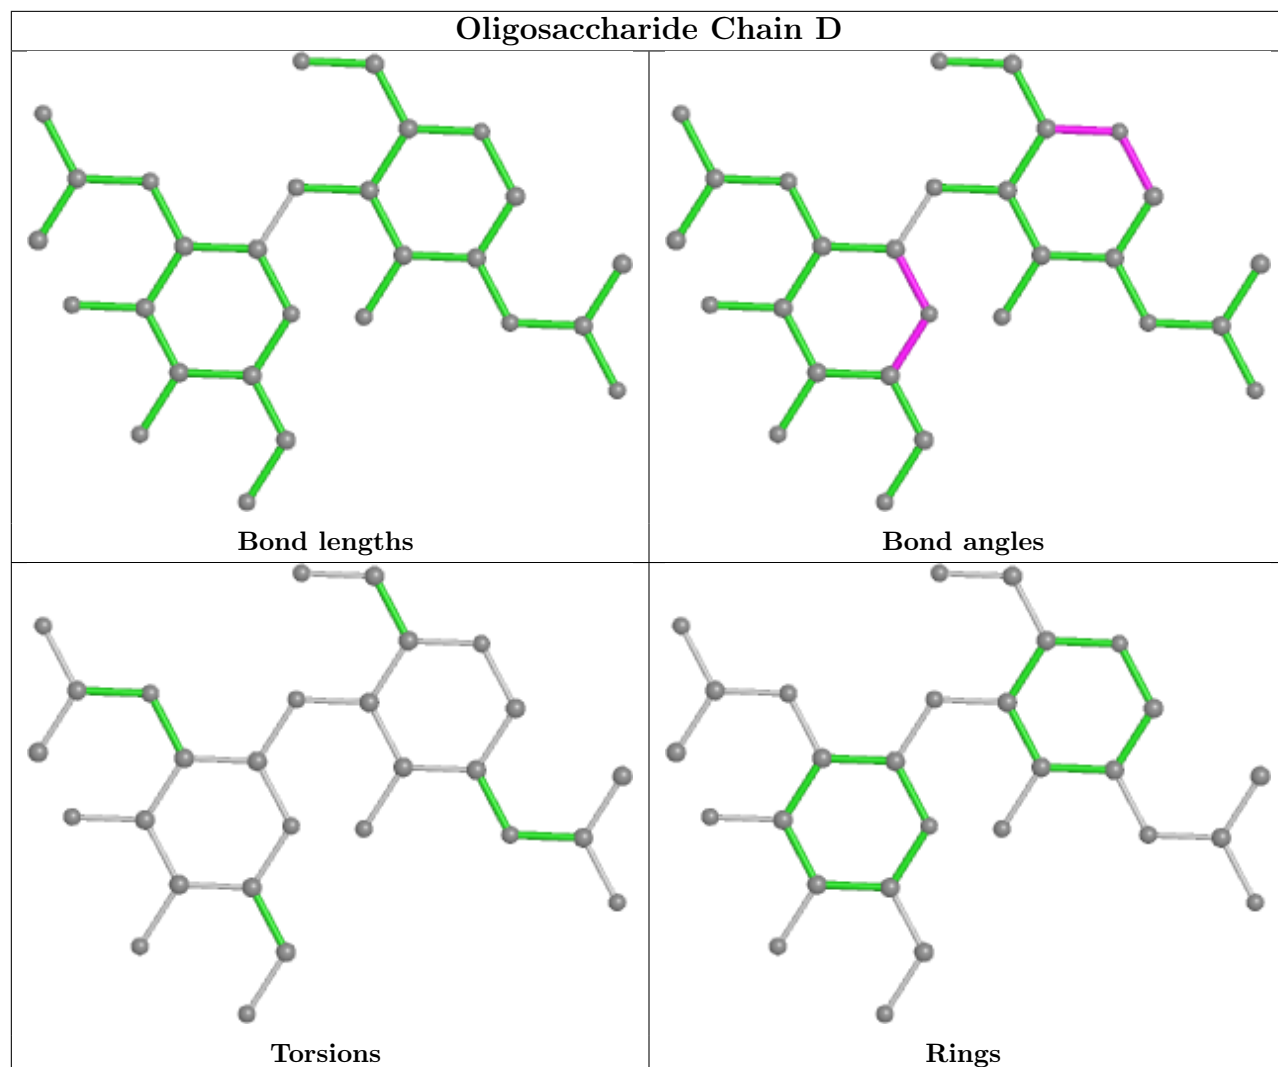 Oligosaccharide Chain D
Bond lengths
Bond angles
Torsions
Rings